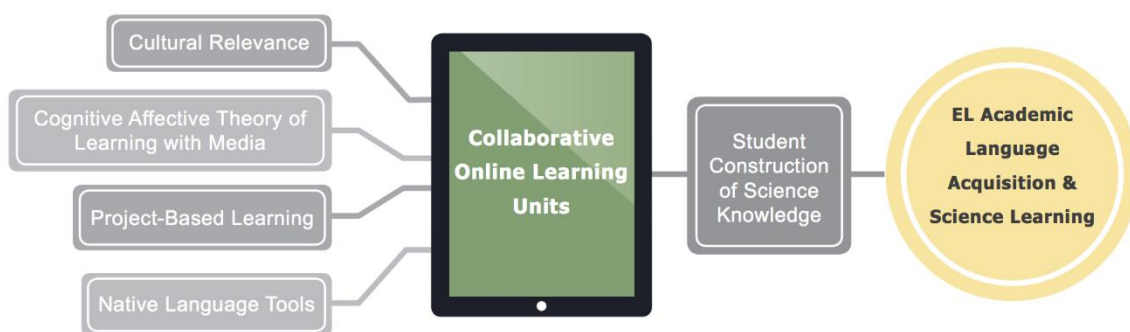 Cultural Relevance
Cognitive Affective Theory of
Learning with Media
Project-Based Learning
Native Language Tools
Collaborative
Online Learning
Units
Student
Construction
of Science
Knowledge
EL Academic
Language
Acquisition &
Science Learning